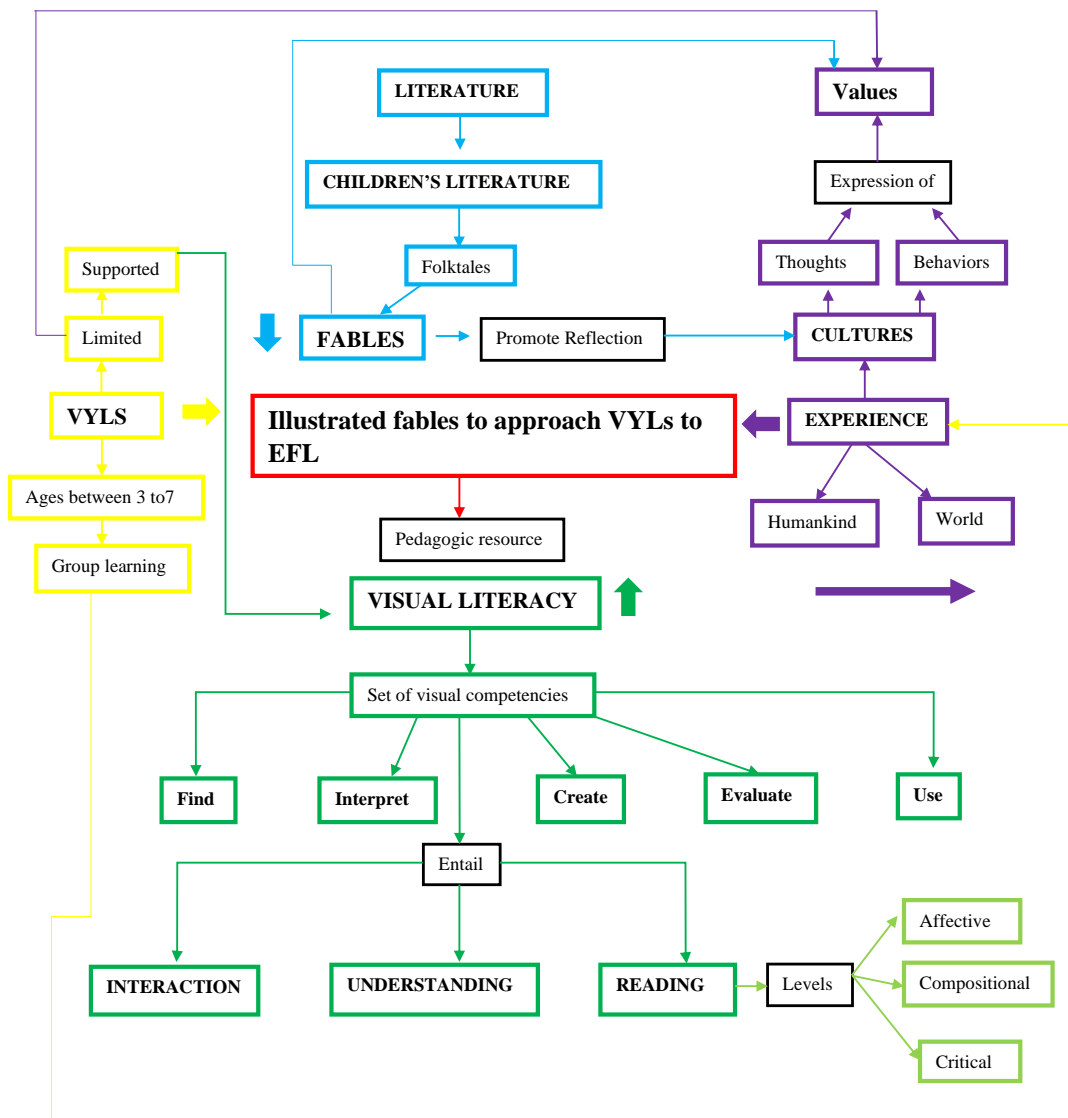 LITERATURE
Values
CHILDREN'S LITERATURE
Expression of
Supported
Folktales
Thoughts
Behaviors
Limited
FABLES
Promote Reflection
CULTURES
VYLS
Illustrated fables to approach VYLs to
EFL
EXPERIENCE
Ages between 3 to7
Humankind
World
Pedagogic resource
Group learning
VISUAL LITERACY
Set of visual competencies
Find
Interpret
Create
Evaluate
Use
Entail
Affective
INTERACTION
UNDERSTANDING
READING
Levels
Compositional
Critical